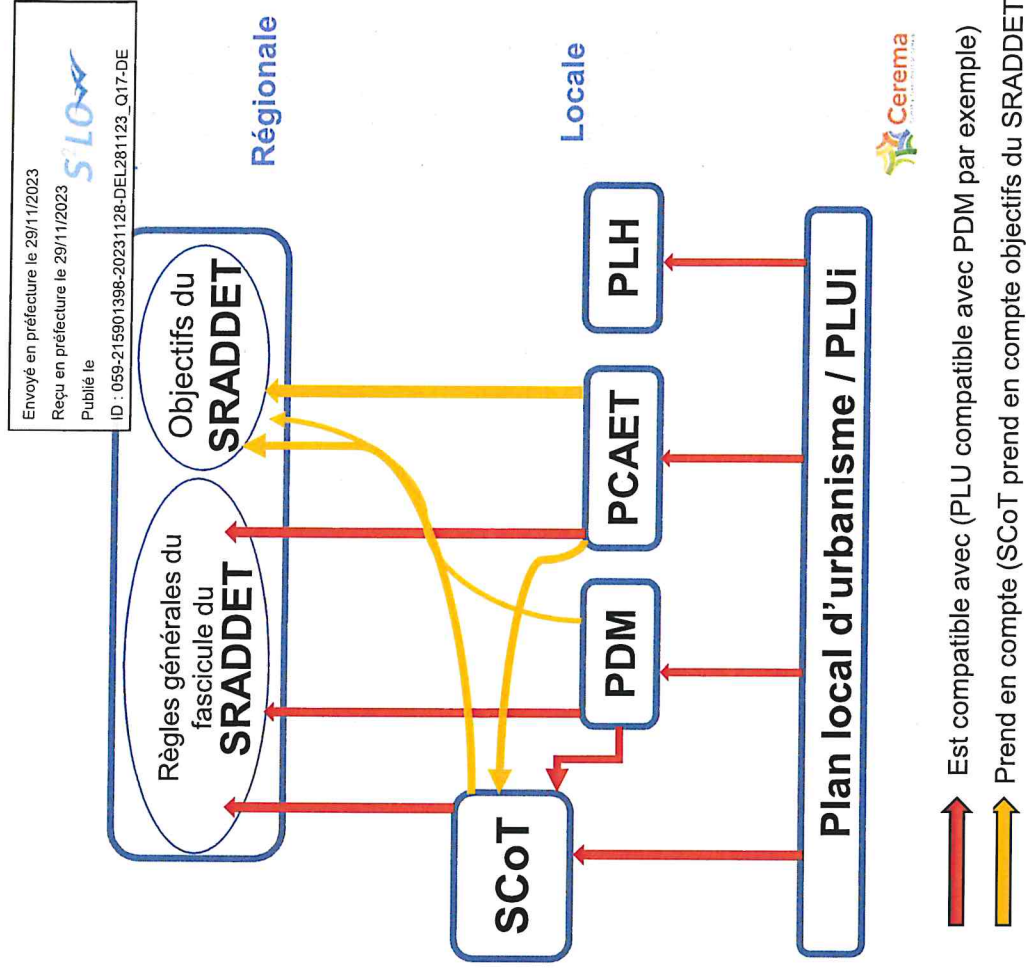 Envoyé en préfecture le 29/11/2023
Reçu en préfecture le 29/11/2023
Publié le
S²LOW
ID : 059-215901398-20231128-DEL281123_Q17-DE
Régionale
Règles générales du
fascicule du
SRADDET
Objectifs du
SRADDET
Locale
SCoT
PDM
PCAET
PLH
Plan local d'urbanisme / PLUi
Cerema
Est compatible avec (PLU compatible avec PDM par exemple)
Prend en compte (SCoT prend en compte objectifs du SRADDET